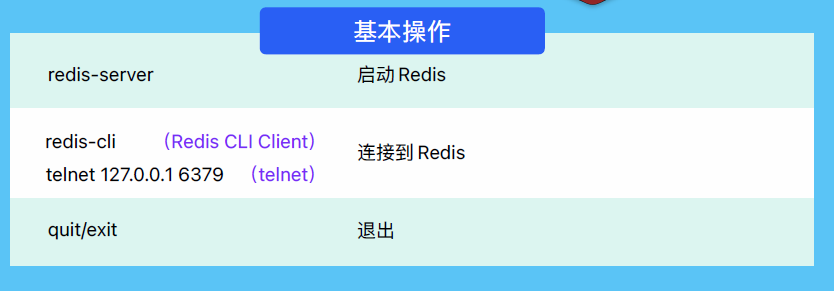 基本操作
redis-server 启动 Redis
redis-cli （Redis CLI Client）
连接到 Redis
telnet 127.0.0.1 6379 （telnet）
quit/exit 退出